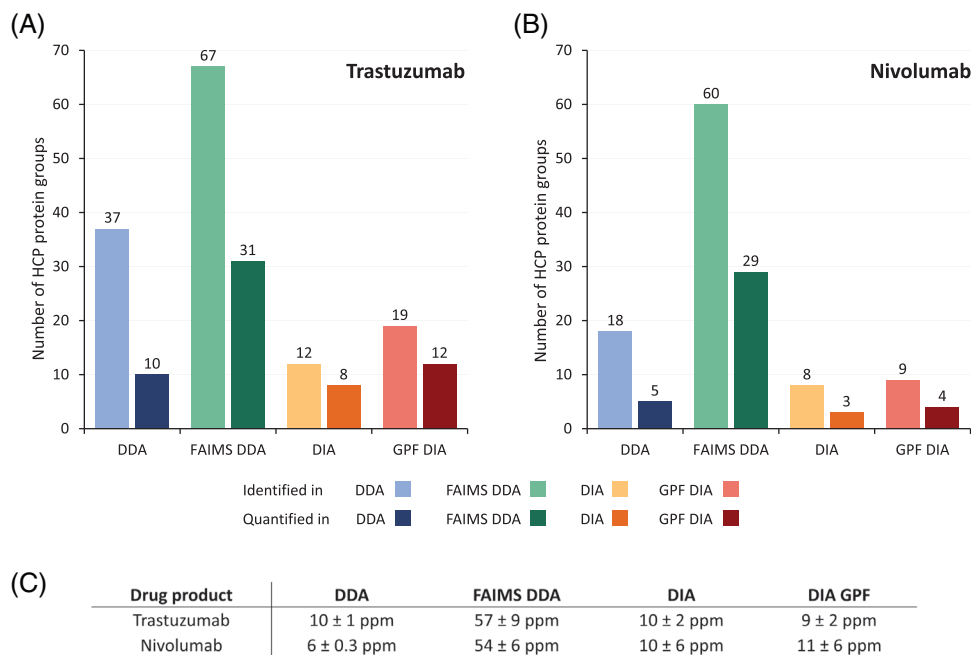 (A)
Trastuzumab
Number of HCP protein groups
70
60
50
40
30
20
10
0
37
10
67
31
12
8
19
12
DDA FAIMS DDA DIA GPF DIA
(B)
Nivolumab
Number of HCP protein groups
70
60
50
40
30
20
10
0
18
5
60
29
8
3
9
4
DDA FAIMS DDA DIA GPF DIA
Identified in DDA FAIMS DDA DIA GPF DIA
Quantified in DDA FAIMS DDA DIA GPF DIA
(C)
Drug product DDA FAIMS DDA DIA DIA GPF
Trastuzumab 10 ± 1 ppm 57 ± 9 ppm 10 ± 2 ppm 9 ± 2 ppm
Nivolumab 6 ± 0.3 ppm 54 ± 6 ppm 10 ± 6 ppm 11 ± 6 ppm